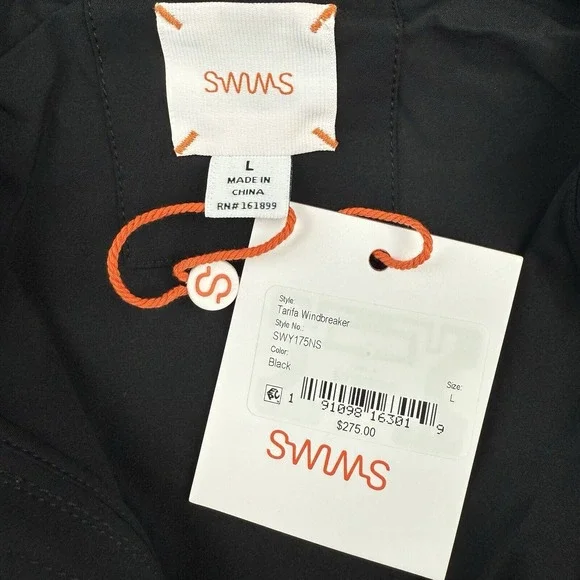 SWIMS
L
MADE IN
CHINA
RN# 161899
S
Style
Tarifa Windbreaker
Style No.:
SWY175NS
Color:
Black
Size:
L
1 91098 16301 9
$275.00
SWIMS